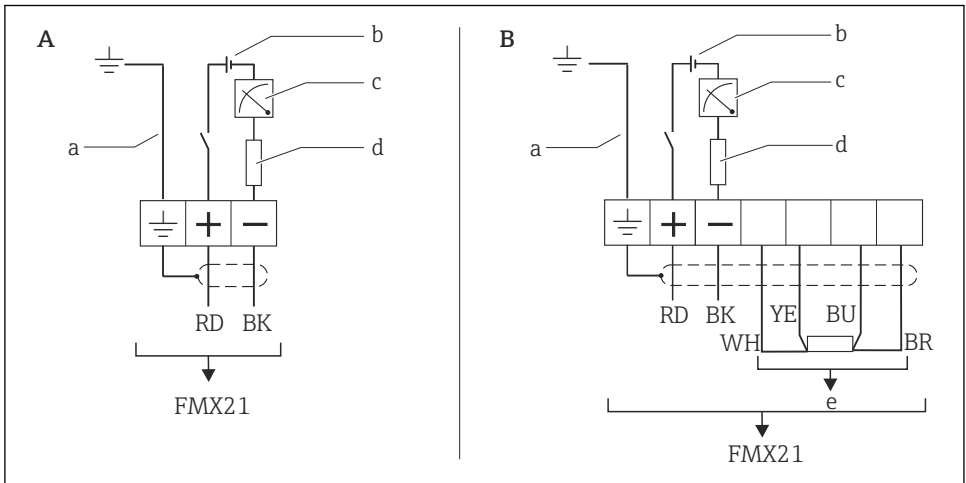 A
b
c
a
d
+ −
RD BK
FMX21
B
b
c
a
d
+ −
RD BK YE BU
WH BR
e
FMX21